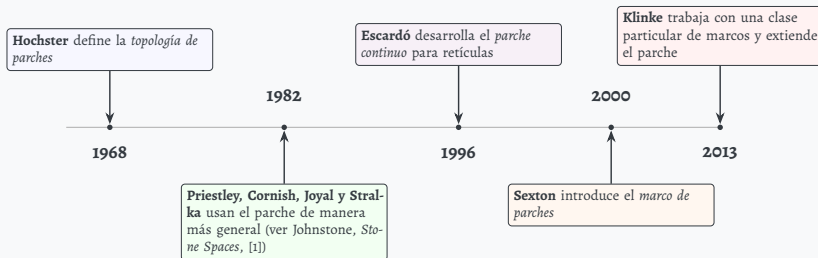 Hochster define la topología de
parches
1968
1982
Priestley, Cornish, Joyal y Stral-
ka usan el parche de manera
más general (ver Johnstone, Sto-
ne Spaces, [1])
Escardó desarrolla el parche
continuo para retículas
1996
2000
Sexton introduce el marco de
parches
Klinke trabaja con una clase
particular de marcos y extiende
el parche
2013